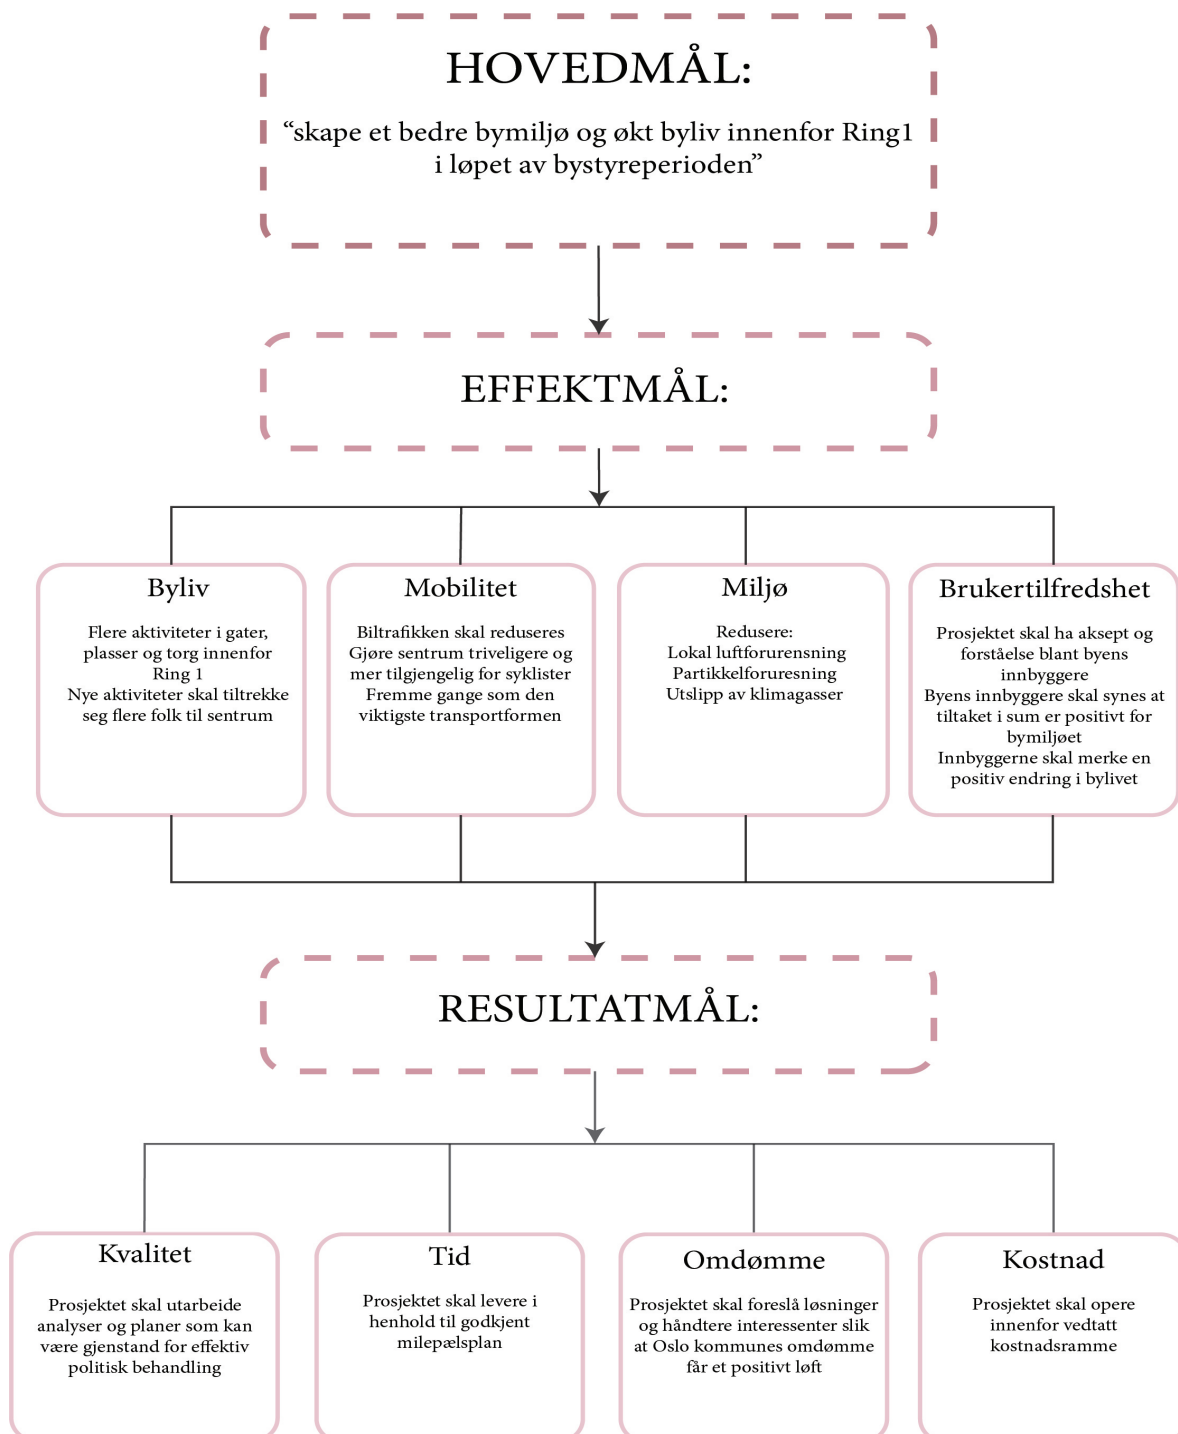 HOVEDMÅL:
“skape et bedre bymiljø og økt byliv innenfor Ring1
i løpet av bystyreperioden”
EFFEKTMÅL:
Byliv
Flere aktiviteter i gater,
plasser og torg innenfor
Ring 1
Nye aktiviteter skal tiltrekke
seg flere folk til sentrum
Mobilitet
Biltrafikken skal reduseres
Gjøre sentrum triveligere og
mer tilgjengelig for syklister
Fremme gange som den
viktigste transportformen
Miljø
Redusere:
Lokal luftforurensning
Partikkelforuresning
Utslipp av klimagasser
Brukertilfredshet
Prosjektet skal ha aksept og
forståelse blant byens
innbyggere
Byens innbyggere skal synes at
tiltaket i sum er positivt for
bymiljøet
Innbyggerne skal merke en
positiv endring i bylivet
RESULTATMÅL:
Kvalitet
Prosjektet skal utarbeide
analyser og planer som kan
være gjenstand for effektiv
politisk behandling
Tid
Prosjektet skal levere i
henhold til godkjent
milepælsplan
Omdømme
Prosjektet skal foreslå løsninger
og håndtere interessenter slik
at Oslo kommunes omdømme
får et positivt løft
Kostnad
Prosjektet skal opere
innenfor vedtatt
kostnadsramme